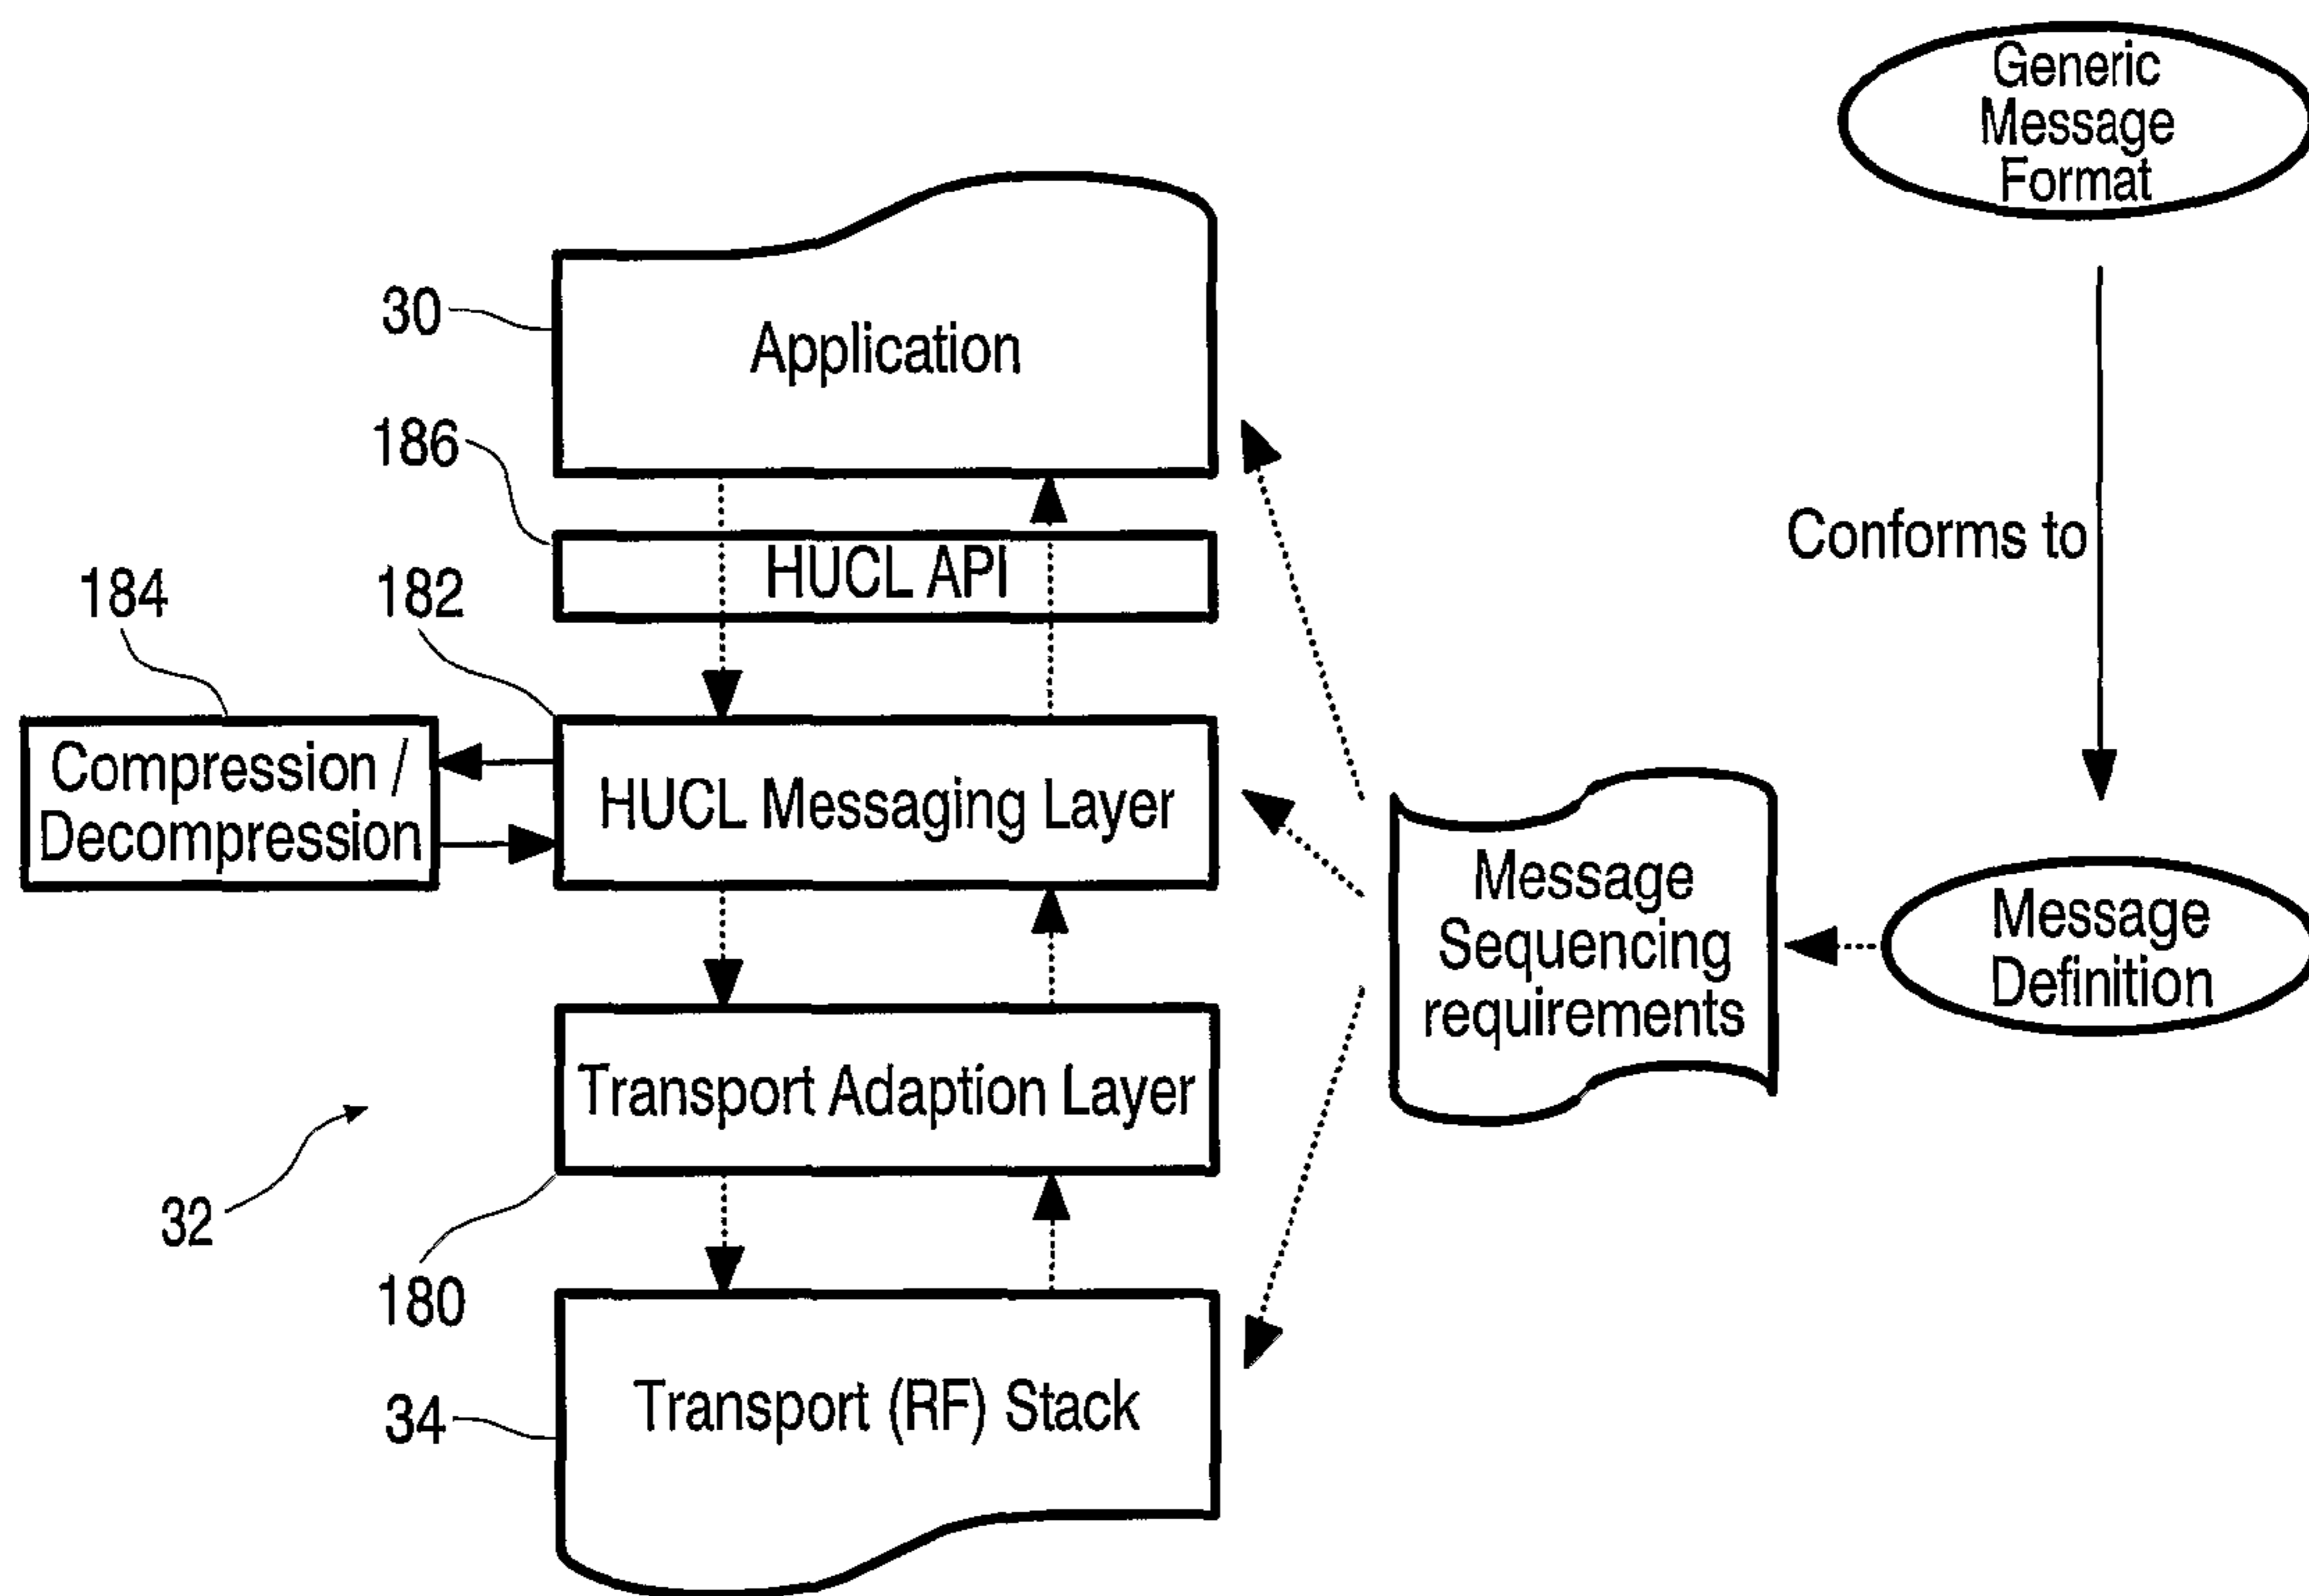 Generic
Message
Format
30
Application
186
HUCL API
Conforms to
184
182
Compression /
Decompression
HUCL Messaging Layer
Message
Sequencing
requirements
Message
Definition
Transport Adaption Layer
32
180
34
Transport (RF) Stack